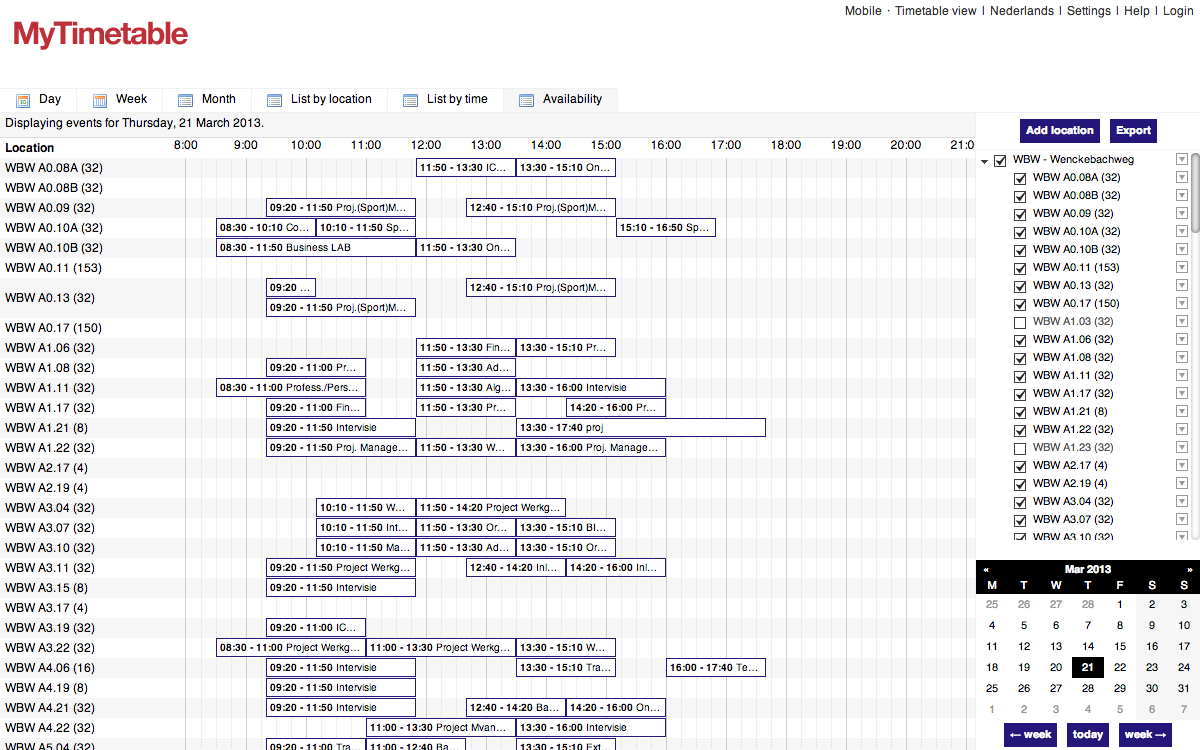 Mobile · Timetable view I Nederlands I Settings I Help I Login
MyTimetable
Day Week Month List by location List by time Availability
Displaying events for Thursday, 21 March 2013.
Location 8:00 9:00 10:00 11:00 12:00 13:00 14:00 15:00 16:00 17:00 18:00 19:00 20:00 21:0
WBW A0.08A (32) 11:50 - 13:30 IC... 13:30 - 15:10 On...
WBW A0.08B (32)
WBW A0.09 (32) 09:20 - 11:50 Proj.(Sport)M... 12:40 - 15:10 Proj.(Sport)M...
WBW A0.10A (32) 08:30 - 10:10 Co... 10:10 - 11:50 Sp... 15:10 - 16:50 Sp...
WBW A0.10B (32) 08:30 - 11:50 Business LAB 11:50 - 13:30 On...
WBW A0.11 (153)
WBW A0.13 (32) 09:20 ... 12:40 - 15:10 Proj.(Sport)M...
09:20 - 11:50 Proj.(Sport)M...
WBW A0.17 (150)
WBW A1.06 (32) 11:50 - 13:30 Fin... 13:30 - 15:10 Pr...
WBW A1.08 (32) 09:20 - 11:00 Pr... 11:50 - 13:30 Ad...
WBW A1.11 (32) 08:30 - 11:00 Profess./Pers... 11:50 - 13:30 Alg... 13:30 - 16:00 Intervisie
WBW A1.17 (32) 09:20 - 11:00 Fin... 11:50 - 13:30 Pr... 14:20 - 16:00 Pr...
WBW A1.21 (8) 09:20 - 11:50 Intervisie 13:30 - 17:40 proj
WBW A1.22 (32) 09:20 - 11:50 Proj. Manage... 11:50 - 13:30 W... 13:30 - 16:00 Proj. Manage...
WBW A2.17 (4)
WBW A2.19 (4)
WBW A3.04 (32) 10:10 - 11:50 W... 11:50 - 14:20 Project Werkg...
WBW A3.07 (32) 10:10 - 11:50 Int... 11:50 - 13:30 Or... 13:30 - 15:10 Bl...
WBW A3.10 (32) 10:10 - 11:50 Ma... 11:50 - 13:30 Ad... 13:30 - 15:10 Or...
WBW A3.11 (32) 09:20 - 11:50 Project Werkg... 12:40 - 14:20 Inl... 14:20 - 16:00 Inl...
WBW A3.15 (8) 09:20 - 11:50 Intervisie
WBW A3.17 (4)
WBW A3.19 (32) 09:20 - 11:00 IC...
WBW A3.22 (32) 08:30 - 11:00 Project Werkg... 11:00 - 13:30 Project Werkg... 13:30 - 15:10 W...
WBW A4.06 (16) 09:20 - 11:50 Intervisie 13:30 - 15:10 Tra... 16:00 - 17:40 Te...
WBW A4.19 (8) 09:20 - 11:50 Intervisie
WBW A4.21 (32) 09:20 - 11:50 Intervisie 12:40 - 14:20 Ba... 14:20 - 16:00 On...
WBW A4.22 (32) 11:00 - 13:30 Project Mvan... 13:30 - 16:00 Intervisie
WBW A5.04 (32) 09:20 - 11:00 Tra... 11:00 - 12:40 Ba... 13:30 - 15:10 Ext...
Add location Export
WBW - Wenckebachweg
WBW A0.08A (32)
WBW A0.08B (32)
WBW A0.09 (32)
WBW A0.10A (32)
WBW A0.10B (32)
WBW A0.11 (153)
WBW A0.13 (32)
WBW A0.17 (150)
WBW A1.03 (32)
WBW A1.06 (32)
WBW A1.08 (32)
WBW A1.11 (32)
WBW A1.17 (32)
WBW A1.21 (8)
WBW A1.22 (32)
WBW A1.23 (32)
WBW A2.17 (4)
WBW A2.19 (4)
WBW A3.04 (32)
WBW A3.07 (32)
WBW A3.10 (32)
« Mar 2013 »
M T W T F S S
25 26 27 28 1 2 3
4 5 6 7 8 9 10
11 12 13 14 15 16 17
18 19 20 21 22 23 24
25 26 27 28 29 30 31
1 2 3 4 5 6 7
← week today week →